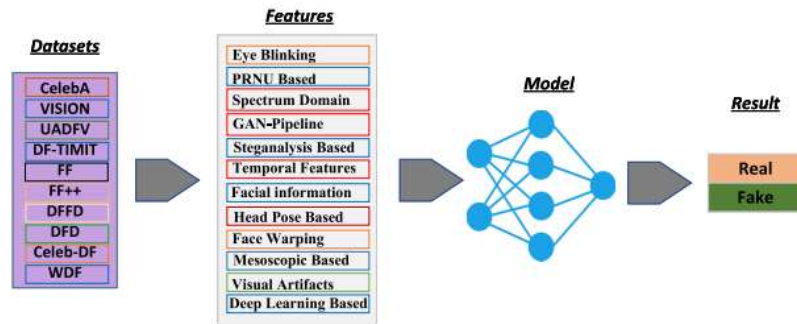 Datasets
CelebA
VISION
UADFV
DF-TIMIT
FF
FF++
DFFD
DFD
Celeb-DF
WDF
Features
Eye Blinking
PRNU Based
Spectrum Domain
GAN-Pipeline
Steganalysis Based
Temporal Features
Facial information
Head Pose Based
Face Warping
Mesoscopic Based
Visual Artifacts
Deep Learning Based
Model
Result
Real
Fake